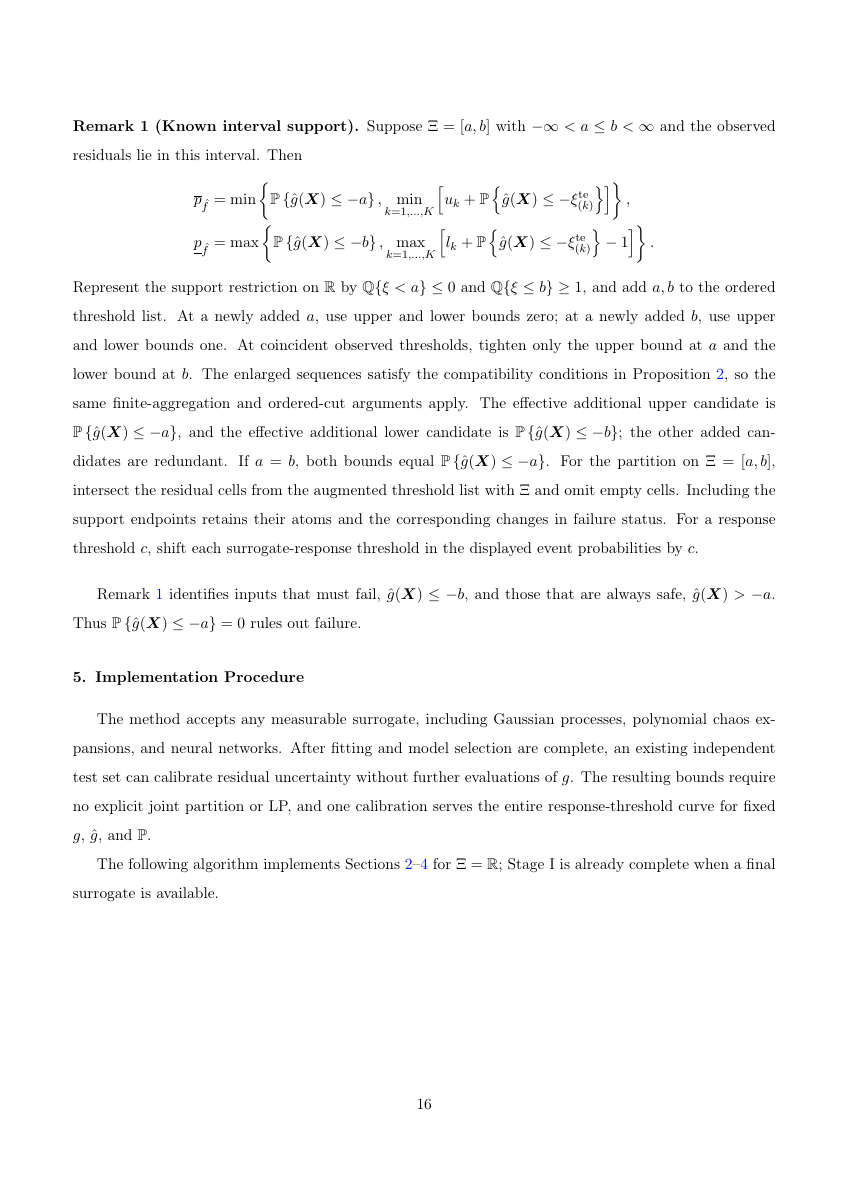 Remark 1 (Known interval support). Suppose Ξ = [a, b] with −∞ < a ≤ b < ∞ and the observed
residuals lie in this interval. Then
p̅_f̂ = min { ℙ {ĝ(X) ≤ −a} , min_{k=1,...,K} [ u_k + ℙ { ĝ(X) ≤ −ξ^te_(k) } ] } ,
p̲_f̂ = max { ℙ {ĝ(X) ≤ −b} , max_{k=1,...,K} [ l_k + ℙ { ĝ(X) ≤ −ξ^te_(k) } − 1 ] } .
Represent the support restriction on ℝ by ℚ{ξ < a} ≤ 0 and ℚ{ξ ≤ b} ≥ 1, and add a, b to the ordered
threshold list. At a newly added a, use upper and lower bounds zero; at a newly added b, use upper
and lower bounds one. At coincident observed thresholds, tighten only the upper bound at a and the
lower bound at b. The enlarged sequences satisfy the compatibility conditions in Proposition 2, so the
same finite-aggregation and ordered-cut arguments apply. The effective additional upper candidate is
ℙ {ĝ(X) ≤ −a}, and the effective additional lower candidate is ℙ {ĝ(X) ≤ −b}; the other added can-
didates are redundant. If a = b, both bounds equal ℙ {ĝ(X) ≤ −a}. For the partition on Ξ = [a, b],
intersect the residual cells from the augmented threshold list with Ξ and omit empty cells. Including the
support endpoints retains their atoms and the corresponding changes in failure status. For a response
threshold c, shift each surrogate-response threshold in the displayed event probabilities by c.
Remark 1 identifies inputs that must fail, ĝ(X) ≤ −b, and those that are always safe, ĝ(X) > −a.
Thus ℙ {ĝ(X) ≤ −a} = 0 rules out failure.
5. Implementation Procedure
The method accepts any measurable surrogate, including Gaussian processes, polynomial chaos ex-
pansions, and neural networks. After fitting and model selection are complete, an existing independent
test set can calibrate residual uncertainty without further evaluations of g. The resulting bounds require
no explicit joint partition or LP, and one calibration serves the entire response-threshold curve for fixed
g, ĝ, and ℙ.
The following algorithm implements Sections 2–4 for Ξ = ℝ; Stage I is already complete when a final
surrogate is available.
16